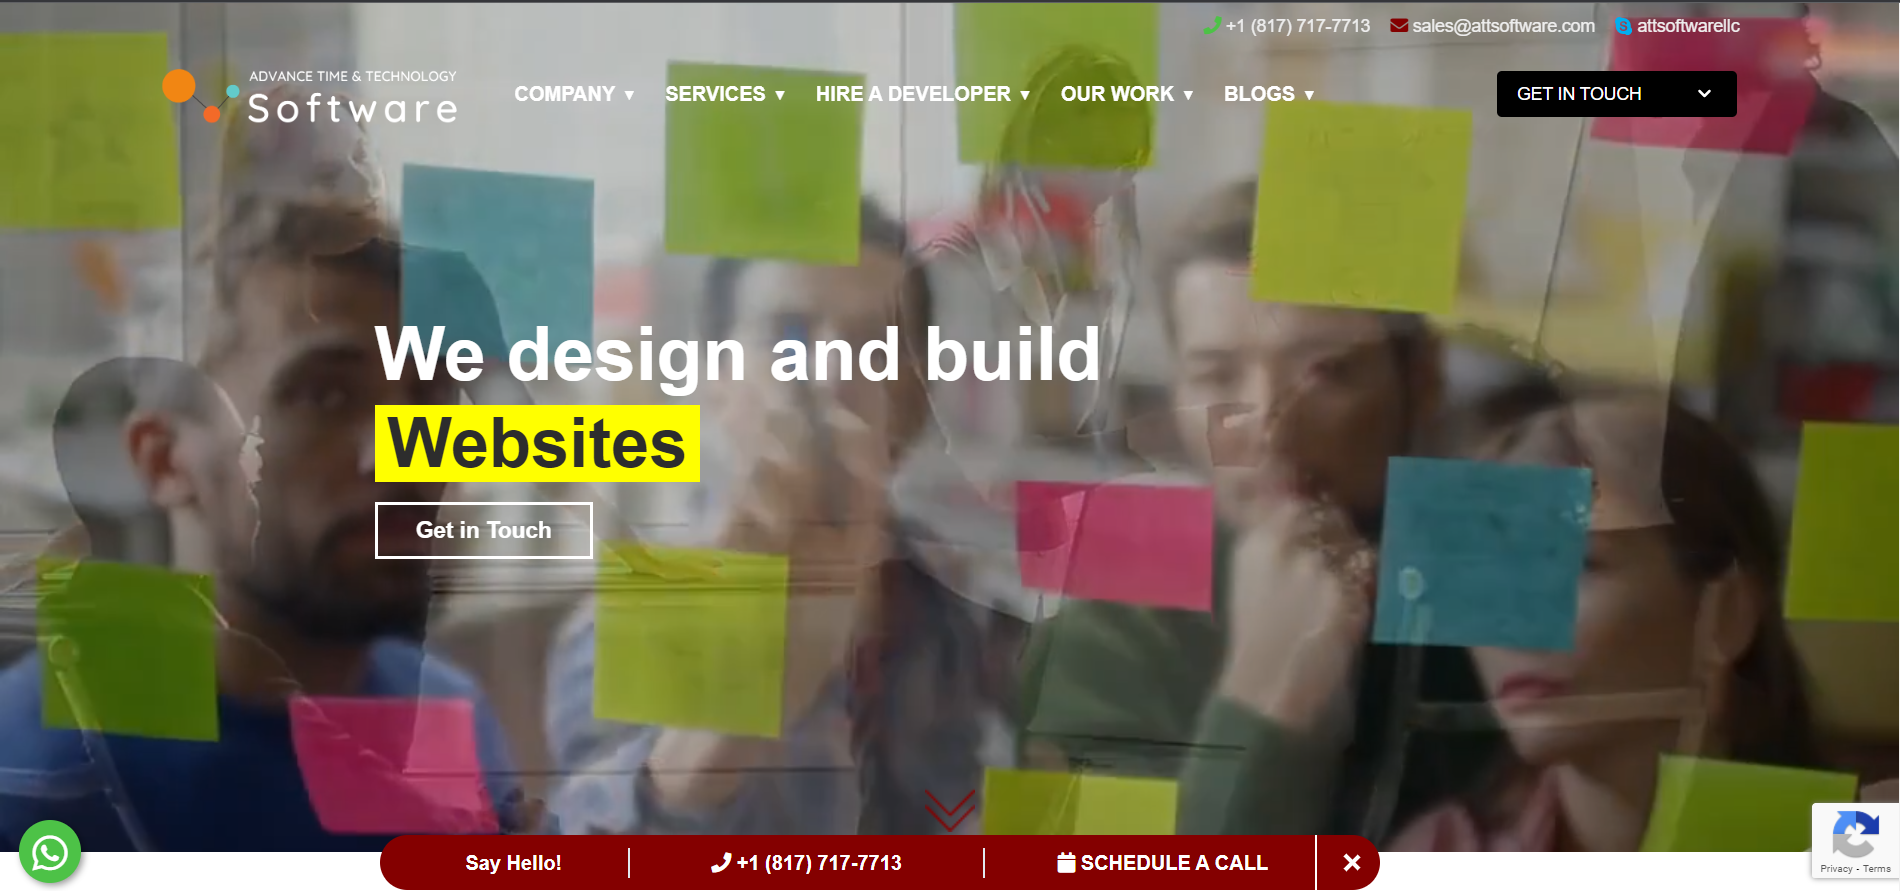 +1 (817) 717-7713 sales@attsoftware.com attsoftwarellc
ADVANCE TIME & TECHNOLOGY
Software
COMPANY ▼ SERVICES ▼ HIRE A DEVELOPER ▼ OUR WORK ▼ BLOGS ▼
GET IN TOUCH
We design and build
Websites
Get in Touch
Say Hello! +1 (817) 717-7713 SCHEDULE A CALL ×
Privacy - Terms